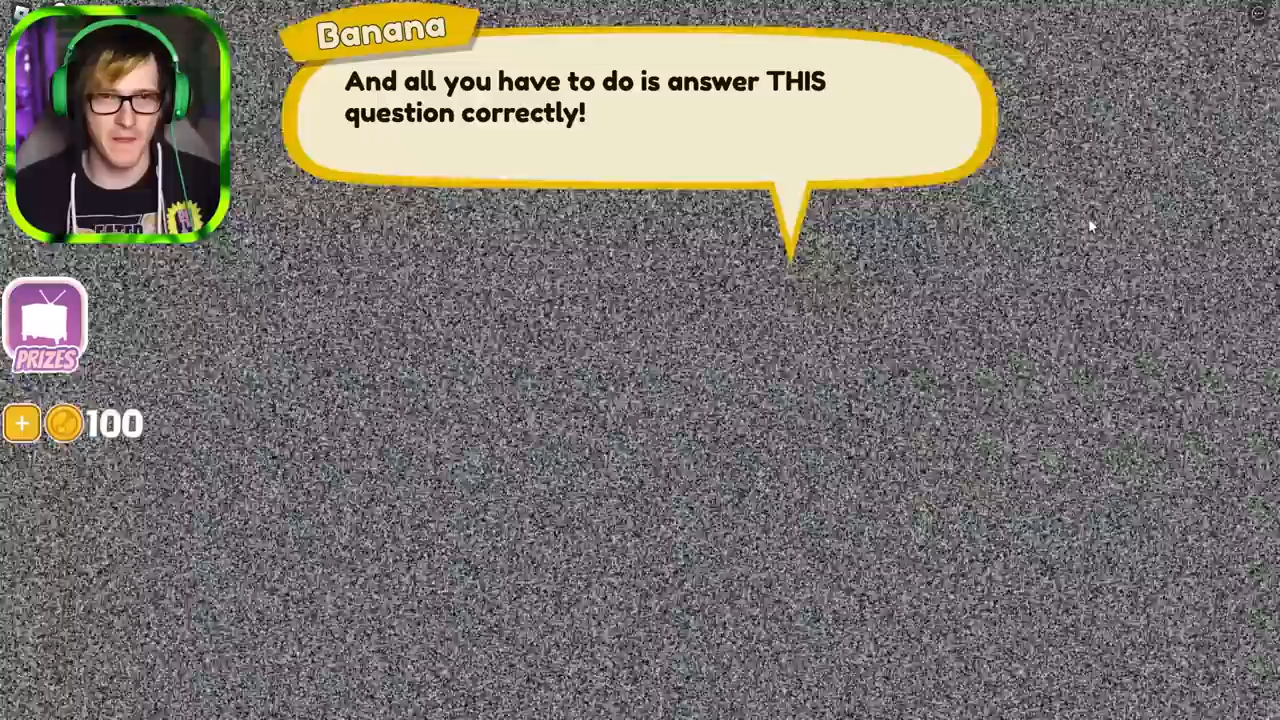 Banana
And all you have to do is answer THIS
question correctly!
PRIZES
100